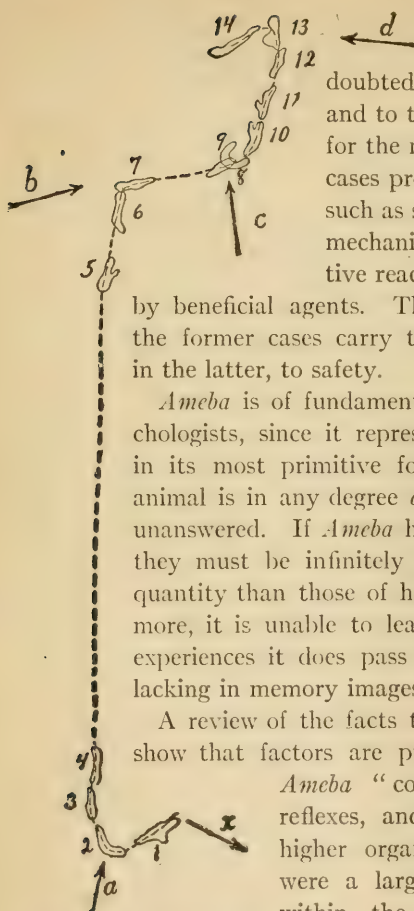 14
13
d
12
doubted
11
and to t
10
for the
9
8
7
cases pr
b
6
c
such as s
mechani
5
tive reac
by beneficial agents. Th
the former cases carry t
in the latter, to safety.
Ameba is of fundament
chologists, since it repres
in its most primitive fo
animal is in any degree
unanswered. If Ameba h
they must be infinitely
quantity than those of h
more, it is unable to lea
experiences it does pass
lacking in memory images
A review of the facts t
4
show that factors are p
3
Ameba “ co
2
1
x
reflexes, and
higher orga
a
were a larg
within the